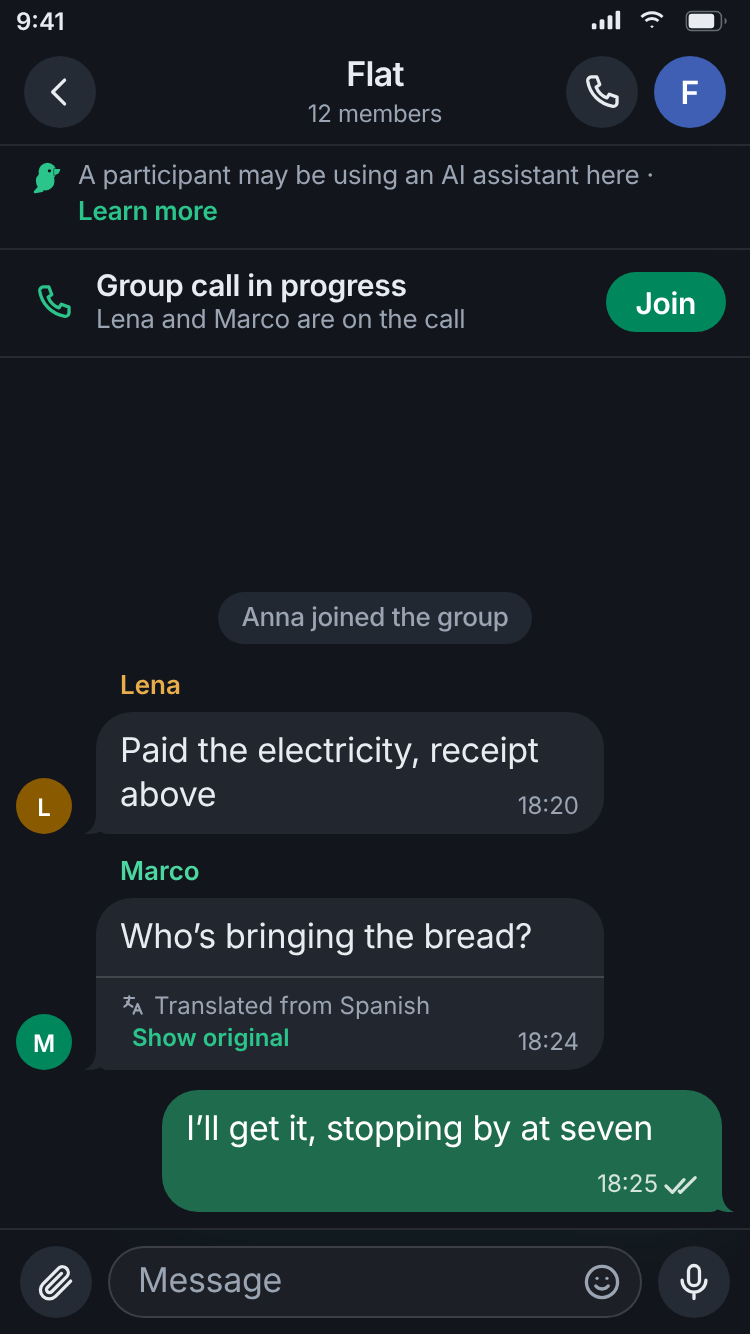 9:41
Flat
12 members
F
A participant may be using an AI assistant here ·
Learn more
Group call in progress
Lena and Marco are on the call
Join
Anna joined the group
Lena
Paid the electricity, receipt
above
18:20
L
Marco
Who’s bringing the bread?
Translated from Spanish
Show original
18:24
M
I’ll get it, stopping by at seven
18:25
Message